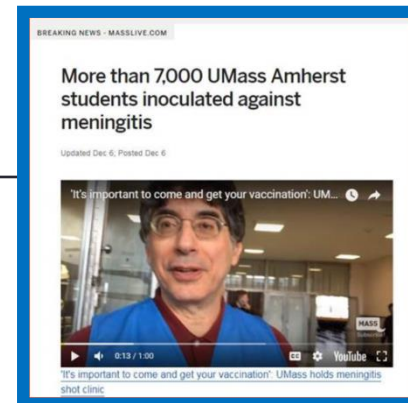 BREAKING NEWS - MASSLIVE.COM
More than 7,000 UMass Amherst
students inoculated against
meningitis
Updated Dec 6, Posted Dec 6
'It's important to come and get your vaccination': UM...
MASS
Subscribe
0:13 / 1:00
CC
YouTube
'It's important to come and get your vaccination': UMass holds meningitis
shot clinic